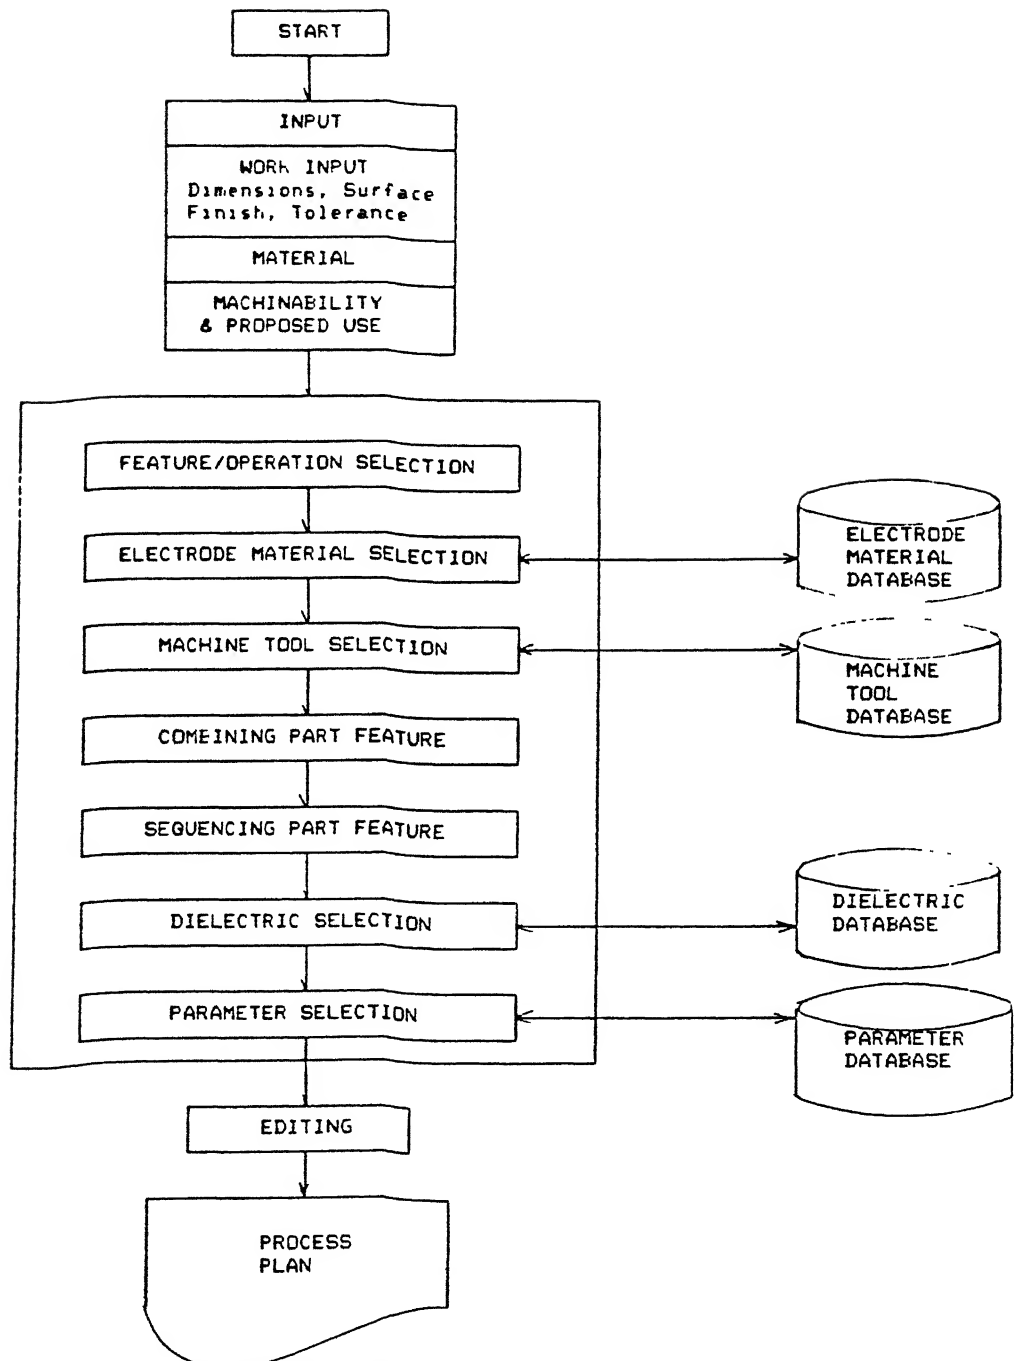 START
INPUT
WORK INPUT
Dimensions, Surface
Finish, Tolerance
MATERIAL
MACHINABILITY
& PROPOSED USE
FEATURE/OPERATION SELECTION
ELECTRODE MATERIAL SELECTION
ELECTRODE
MATERIAL
DATABASE
MACHINE TOOL SELECTION
MACHINE
TOOL
DATABASE
COMBINING PART FEATURE
SEQUENCING PART FEATURE
DIELECTRIC SELECTION
DIELECTRIC
DATABASE
PARAMETER SELECTION
PARAMETER
DATABASE
EDITING
PROCESS
PLAN